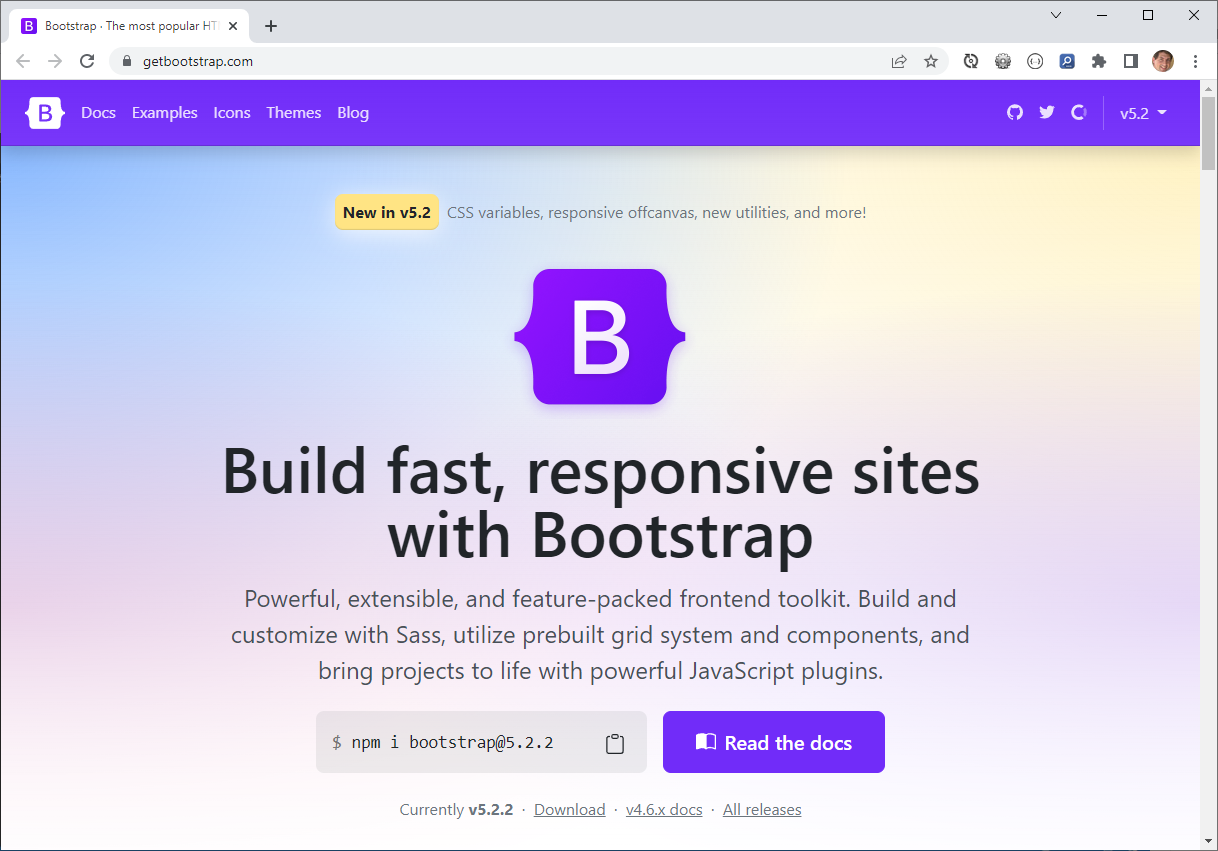 Bootstrap · The most popular HT
getbootstrap.com
B Docs Examples Icons Themes Blog v5.2
New in v5.2 CSS variables, responsive offcanvas, new utilities, and more!
B
Build fast, responsive sites
with Bootstrap
Powerful, extensible, and feature-packed frontend toolkit. Build and
customize with Sass, utilize prebuilt grid system and components, and
bring projects to life with powerful JavaScript plugins.
$ npm i bootstrap@5.2.2 Read the docs
Currently v5.2.2 · Download · v4.6.x docs · All releases